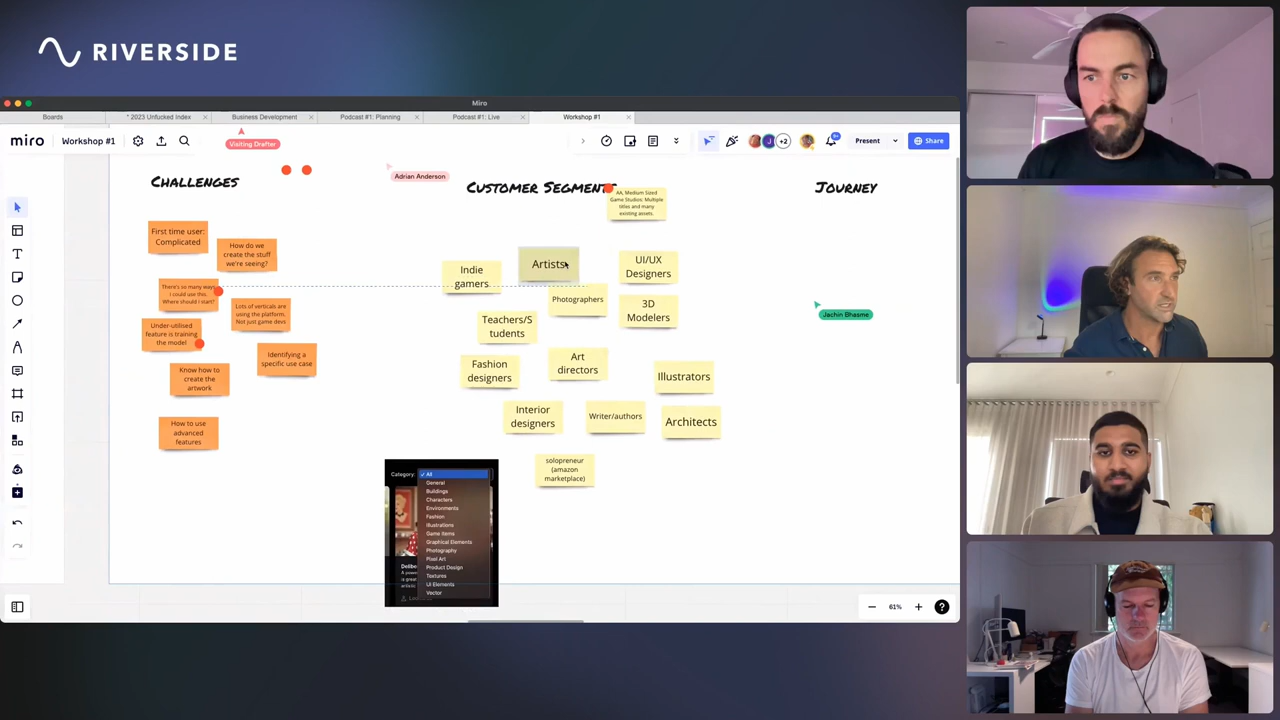 RIVERSIDE
Miro
Boards
* 2023 Unfucked Index
Business Development
Podcast #1: Planning
Podcast #1: Live
Workshop #1
Visiting Drafter
miro
Workshop #1
+2
Present
Share
Adrian Anderson
CHALLENGES
CUSTOMER SEGMENTS
JOURNEY
AA, Medium Sized
Game Studios: Multiple
titles and many
existing assets.
First time user:
Complicated
How do we
create the stuff
we're seeing?
There's so many ways
I could use this.
Where should I start?
Lots of verticals are
using the platform.
Not just game devs
Under-utilised
feature is training
the model
Identifying a
specific use case
Know how to
create the
artwork
How to use
advanced
features
Indie
gamers
Artists
UI/UX
Designers
Photographers
3D
Modelers
Teachers/S
tudents
Fashion
designers
Art
directors
Illustrators
Interior
designers
Writer/authors
Architects
solopreneur
(amazon
marketplace)
Jachin Bhasme
Category:
✓ All
General
Buildings
Characters
Environments
Fashion
Illustrations
Game Items
Graphical Elements
Photography
Pixel Art
Product Design
Textures
UI Elements
Vector
61%